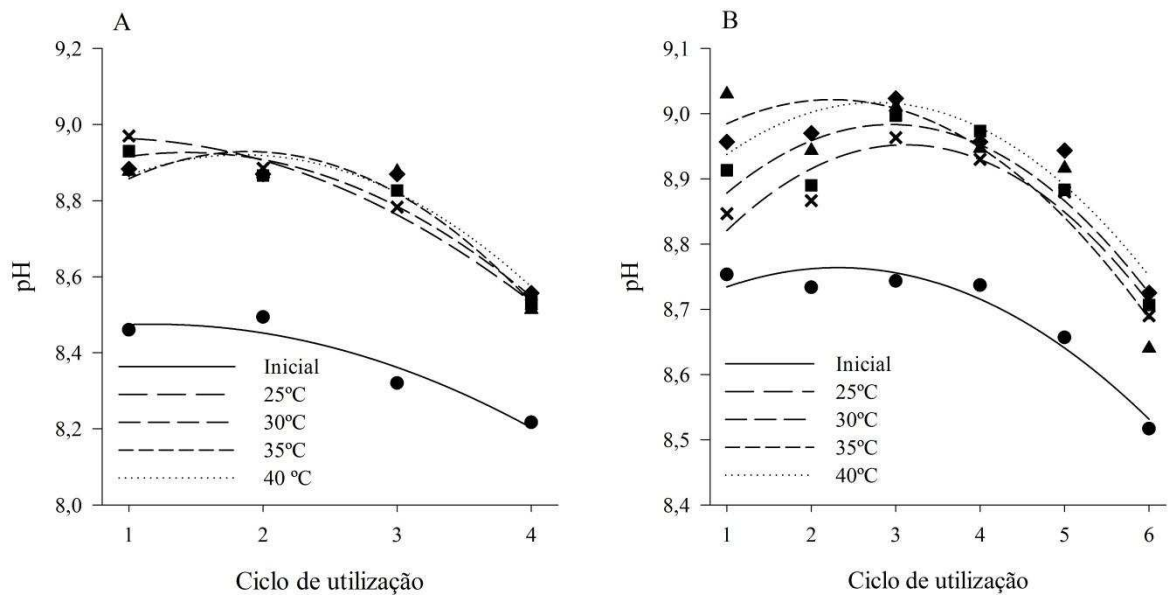 A
9,2
9,0
8,8
8,6
8,4
8,2
8,0
pH
Inicial
25ºC
30ºC
35ºC
40 ºC
1 2 3 4
Ciclo de utilização
B
9,1
9,0
8,9
8,8
8,7
8,6
8,5
8,4
pH
Inicial
25ºC
30ºC
35ºC
40ºC
1 2 3 4 5 6
Ciclo de utilização